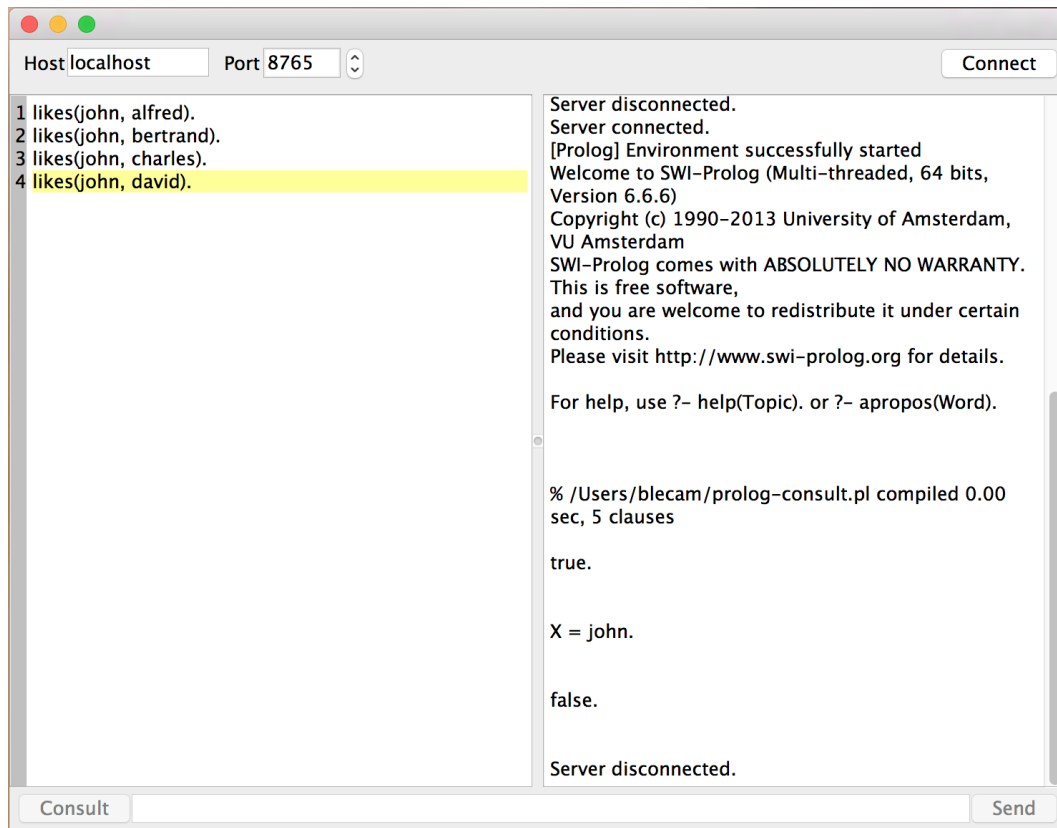 Host localhost Port 8765 Connect
1 likes(john, alfred).
2 likes(john, bertrand).
3 likes(john, charles).
4 likes(john, david).
Server disconnected.
Server connected.
[Prolog] Environment successfully started
Welcome to SWI-Prolog (Multi-threaded, 64 bits,
Version 6.6.6)
Copyright (c) 1990-2013 University of Amsterdam,
VU Amsterdam
SWI-Prolog comes with ABSOLUTELY NO WARRANTY.
This is free software,
and you are welcome to redistribute it under certain
conditions.
Please visit http://www.swi-prolog.org for details.
For help, use ?- help(Topic). or ?- apropos(Word).
% /Users/blecam/prolog-consult.pl compiled 0.00
sec, 5 clauses
true.
X = john.
false.
Server disconnected.
Consult Send